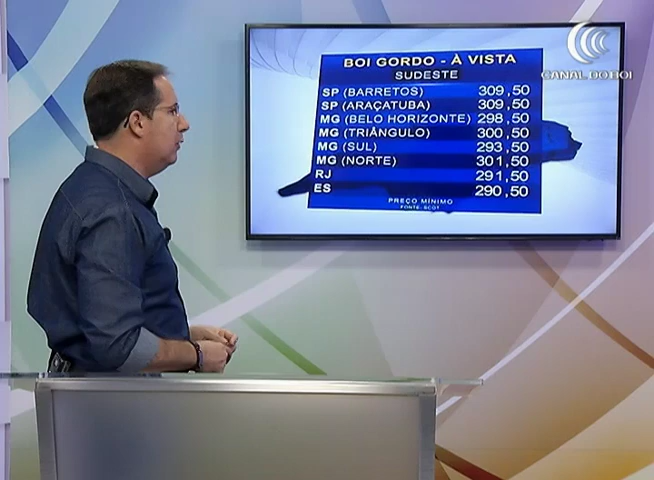 BOI GORDO - À VISTA
SUDESTE
SP (BARRETOS) 309,50
SP (ARAÇATUBA) 309,50
MG (BELO HORIZONTE) 298,50
MG (TRIÂNGULO) 300,50
MG (SUL) 293,50
MG (NORTE) 301,50
RJ 291,50
ES 290,50
PREÇO MÍNIMO
FONTE: SCOT
CANAL DO BOI